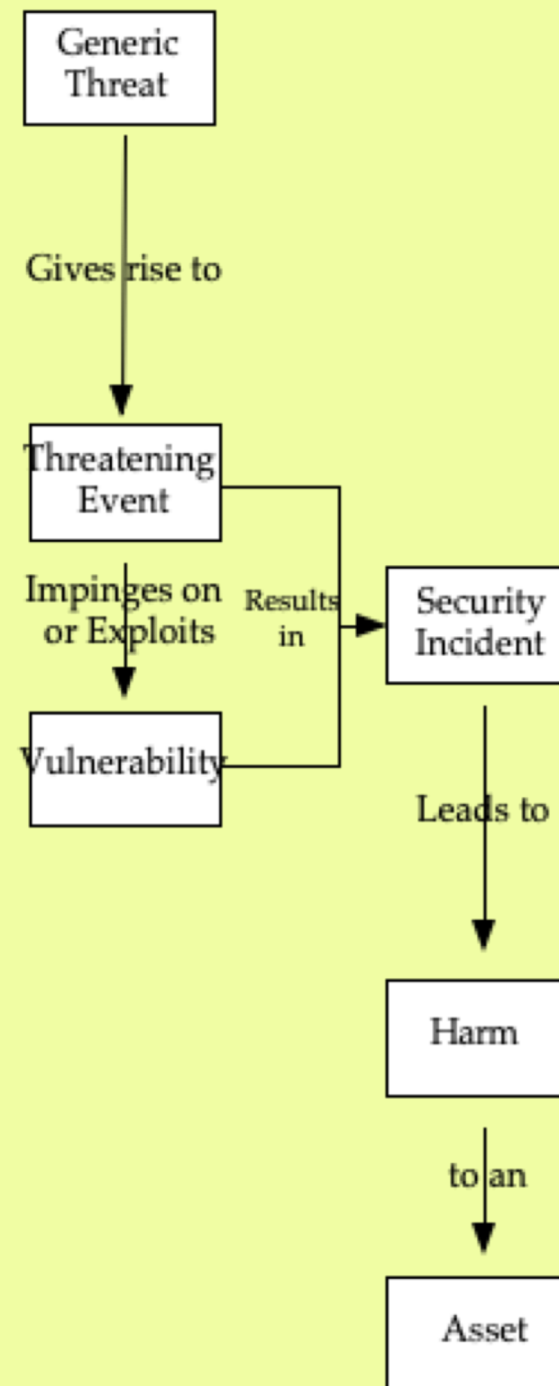 Generic
Threat
Gives rise to
Threatening
Event
Impinges on
or Exploits
Results
in
Vulnerability
Security
Incident
Leads to
Harm
to an
Asset